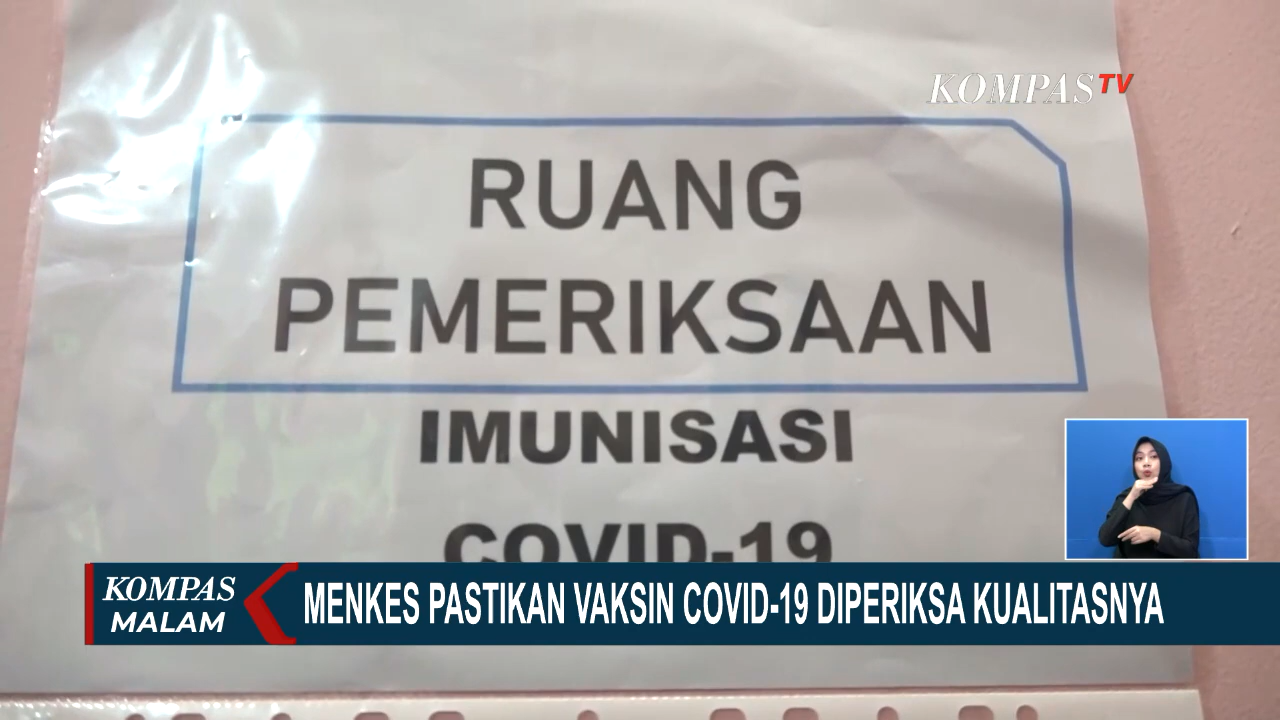 KOMPASTV
RUANG
PEMERIKSAAN
IMUNISASI
COVID-19
KOMPAS
MALAM
MENKES PASTIKAN VAKSIN COVID-19 DIPERIKSA KUALITASNYA